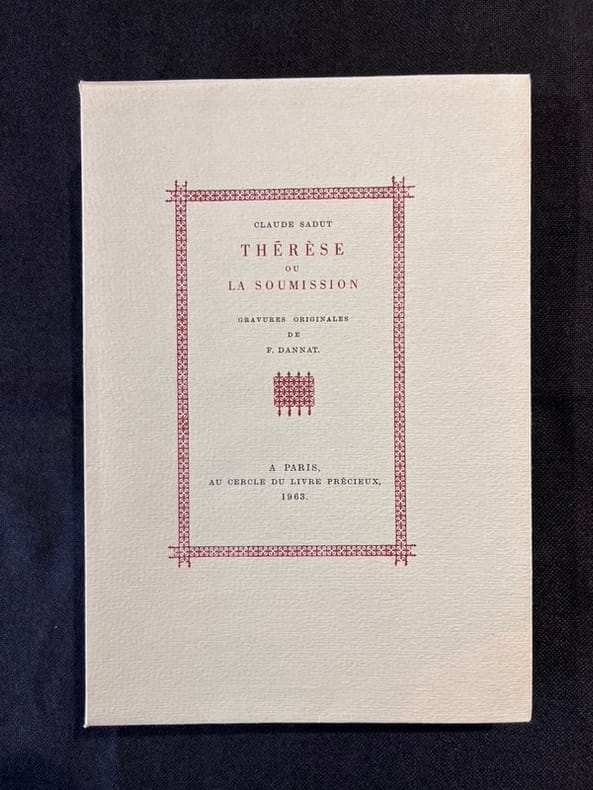 CLAUDE SADUT
THÉRÈSE
OU
LA SOUMISSION
GRAVURES ORIGINALES
DE
F. DANNAT.
A PARIS,
AU CERCLE DU LIVRE PRÉCIEUX,
1963.